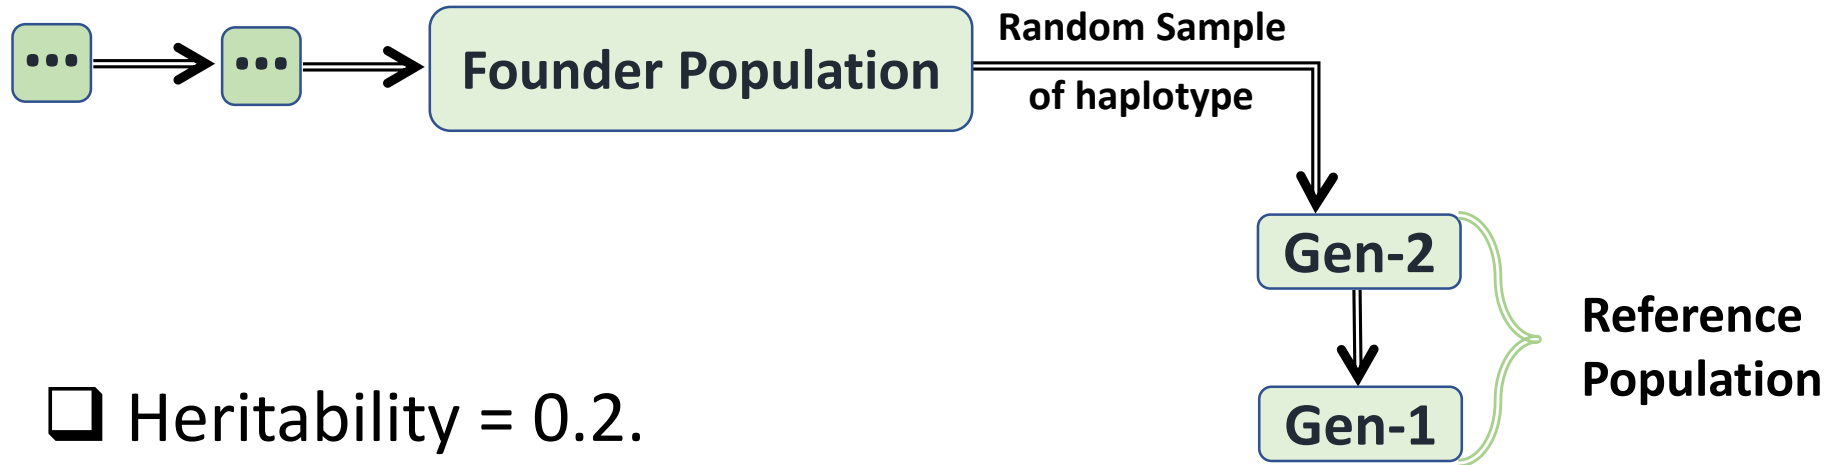 ...
...
Founder Population
Random Sample
of haplotype
Gen-2
Reference
Population
Gen-1
Heritability = 0.2.